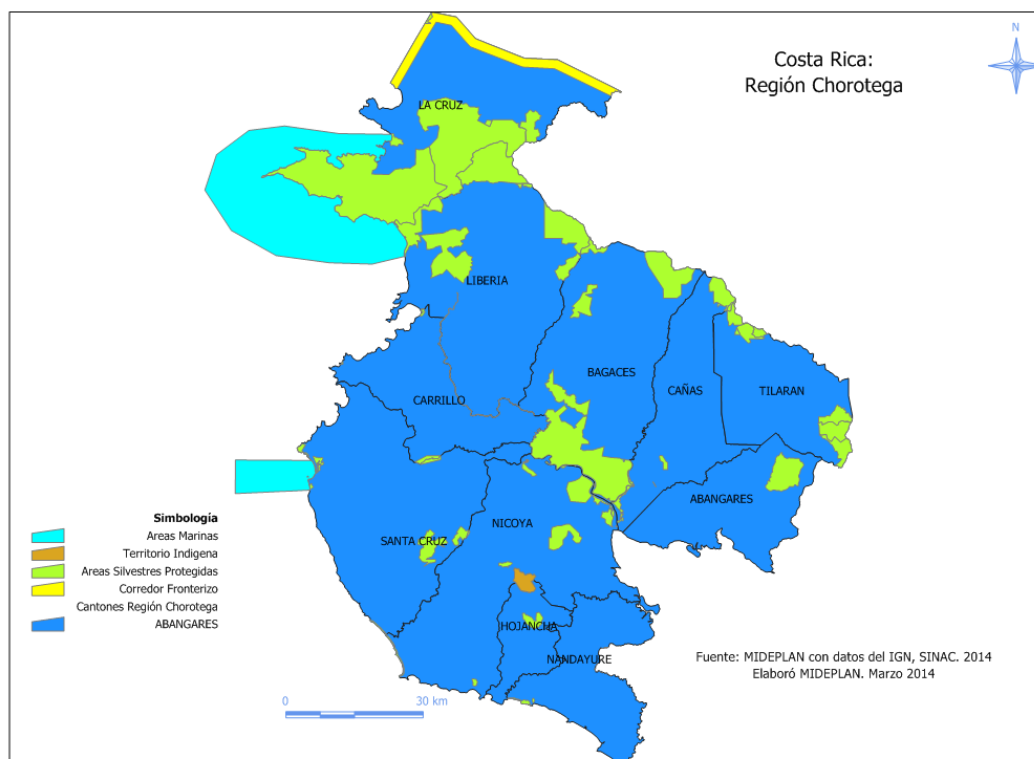 Costa Rica:
Región Chorotega
N
LA CRUZ
LIBERIA
BAGACES
CAÑAS
TILARAN
CARRILLO
ABANGARES
NICOYA
SANTA CRUZ
HOJANCHA
NANDAYURE
Simbología
Areas Marinas
Territorio Indigena
Areas Silvestres Protegidas
Corredor Fronterizo
Cantones Región Chorotega
ABANGARES
Fuente: MIDEPLAN con datos del IGN, SINAC. 2014
Elaboró MIDEPLAN. Marzo 2014
0 30 km